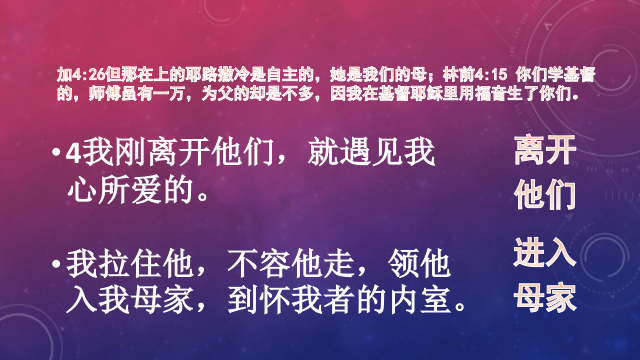 加4:26但那在上的耶路撒冷是自主的，她是我们的母；林前4:15 你们学基督
的，师傅虽有一万，为父的却是不多，因我在基督耶稣里用福音生了你们。
•4我刚离开他们，就遇见我
心所爱的。
•我拉住他，不容他走，领他
入我母家，到怀我者的内室。
离开
他们
进入
母家